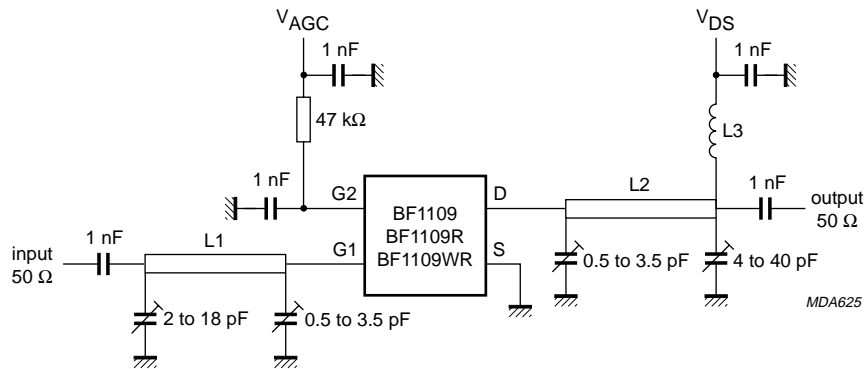 VAGC
VDS
1 nF
1 nF
47 kΩ
L3
1 nF
G2
D
L2
1 nF
output
50 Ω
BF1109
BF1109R
BF1109WR
input
50 Ω
1 nF
L1
G1
S
0.5 to 3.5 pF
4 to 40 pF
2 to 18 pF
0.5 to 3.5 pF
MDA625